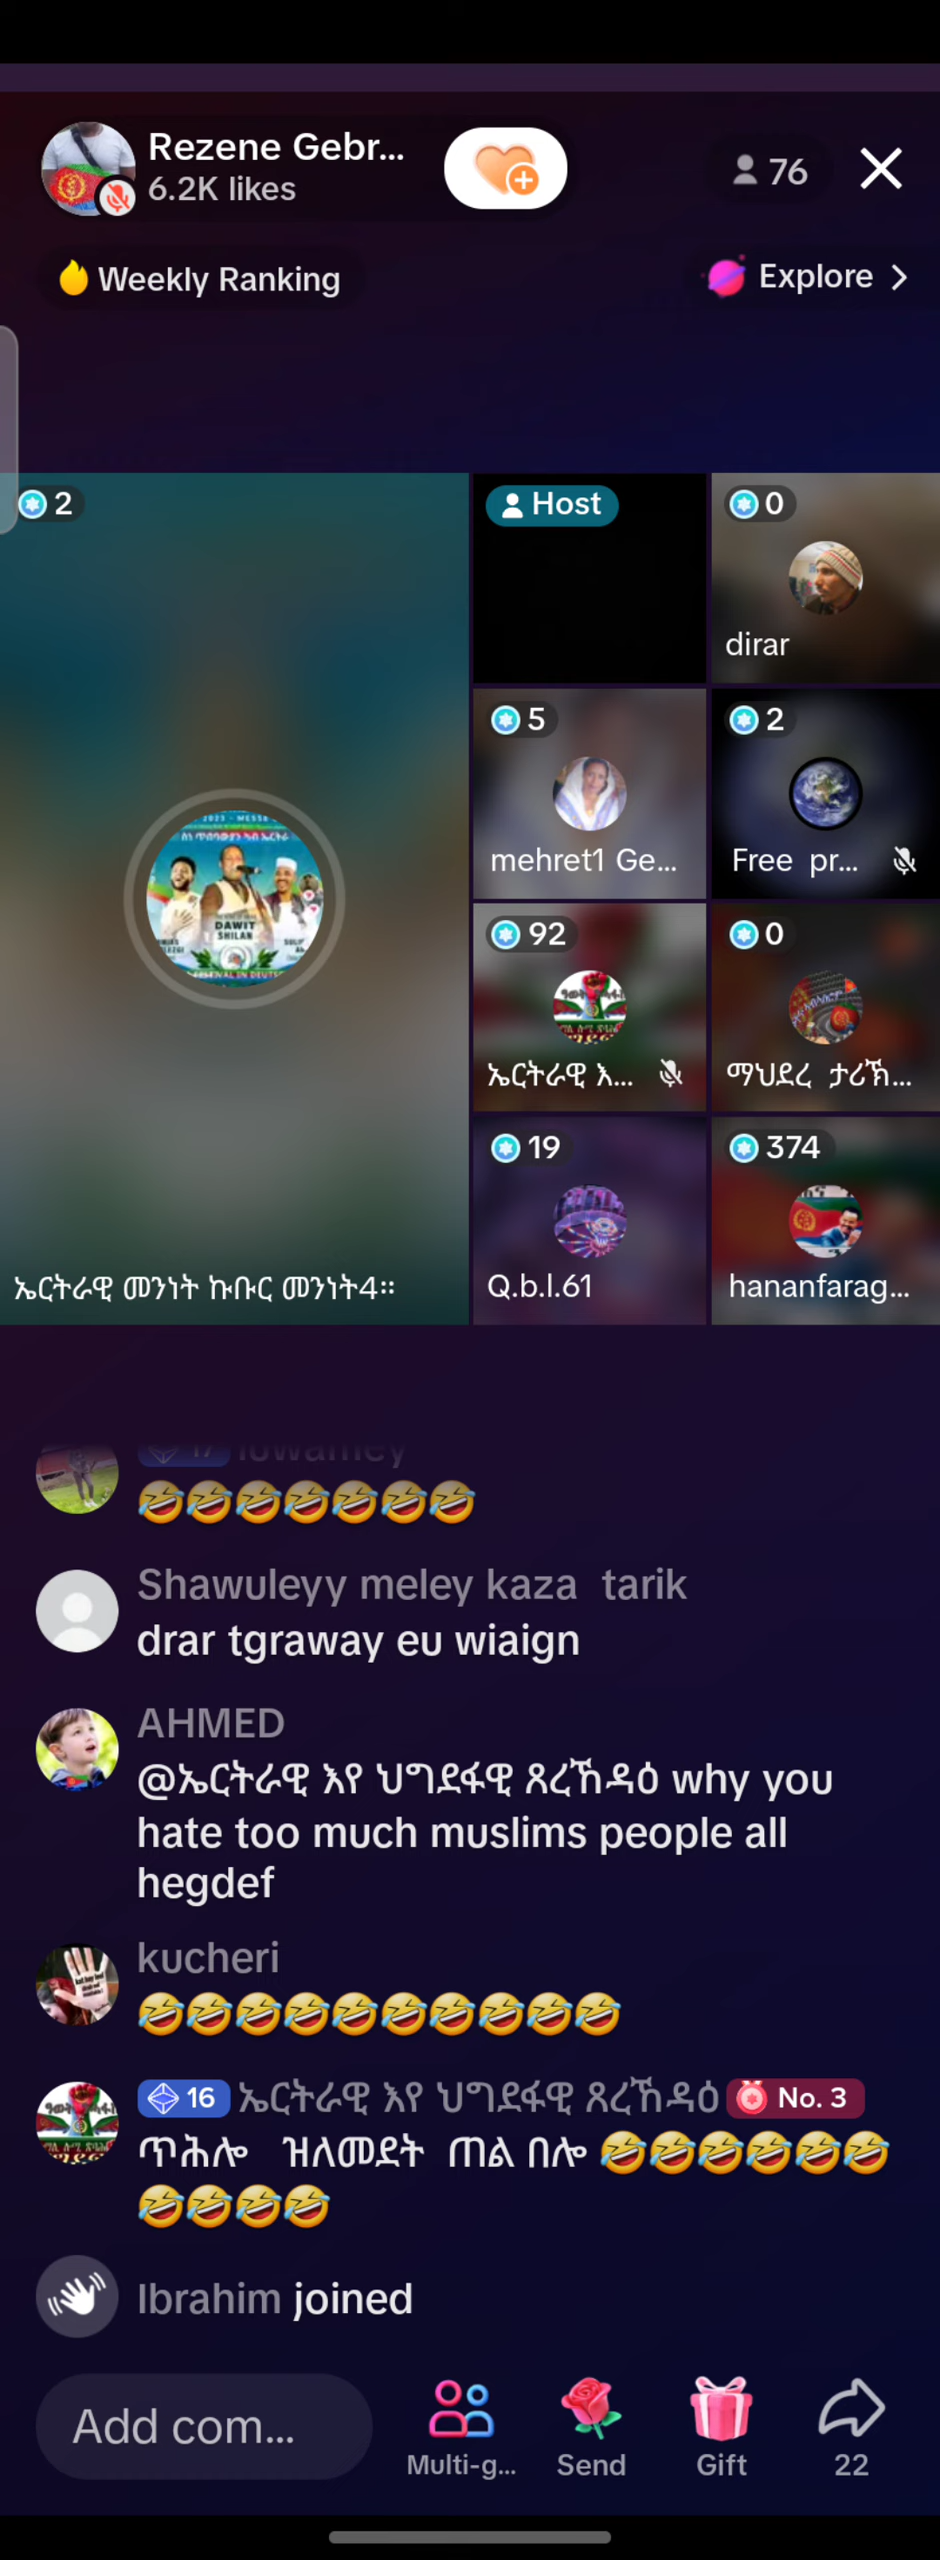 Rezene Gebr...
6.2K likes
76
Weekly Ranking
Explore
2
Host
0
dirar
5
mehret1 Ge...
2
Free pr...
DAWIT
SHILAN
92
ኤርትራዊ እ...
0
ማህደረ ታሪኽ...
19
Q.b.l.61
374
hananfarag...
ኤርትራዊ መንነት ኩቡር መንነት4።
17
🤣🤣🤣🤣🤣🤣🤣
Shawuleyy meley kaza tarik
drar tgraway eu wiaign
AHMED
@ኤርትራዊ እየ ህግደፋዊ ጸረኸዳዕ why you
hate too much muslims people all
hegdef
kucheri
🤣🤣🤣🤣🤣🤣🤣🤣🤣🤣
16 ኤርትራዊ እየ ህግደፋዊ ጸረኸዳዕ No. 3
ጥሕሎ ዝለመደት ጠል በሎ 🤣🤣🤣🤣🤣🤣
🤣🤣🤣🤣
Ibrahim joined
Add com...
Multi-g...
Send
Gift
22